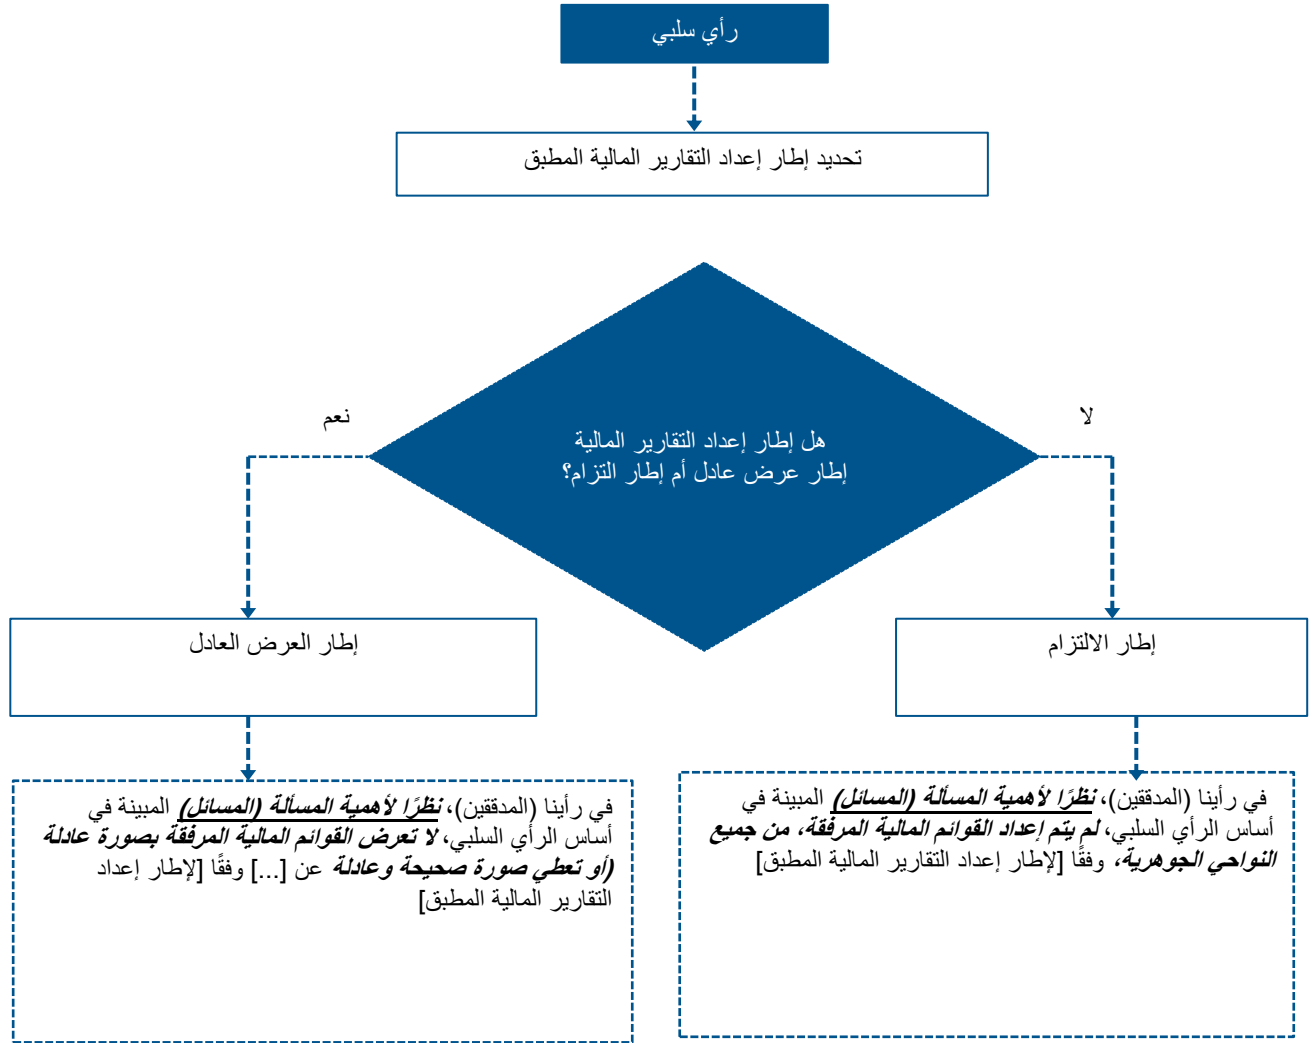 رأي سلبي
تحديد إطار إعداد التقارير المالية المطبق
لا
نعم
هل إطار إعداد التقارير المالية
إطار عرض عادل أم إطار التزام؟
إطار الالتزام
إطار العرض العادل
في رأينا (المدققين)، نظرًا لأهمية المسألة (المسائل) المبينة في
أساس الرأي السلبي، لم يتم إعداد القوائم المالية المرفقة، من جميع
النواحي الجوهرية، وفقًا [لإطار إعداد التقارير المالية المطبق]
في رأينا (المدققين)، نظرًا لأهمية المسألة (المسائل) المبينة في
أساس الرأي السلبي، لا تعرض القوائم المالية المرفقة بصورة عادلة
(أو تعطي صورة صحيحة وعادلة عن [...] وفقًا [لإطار إعداد
التقارير المالية المطبق]